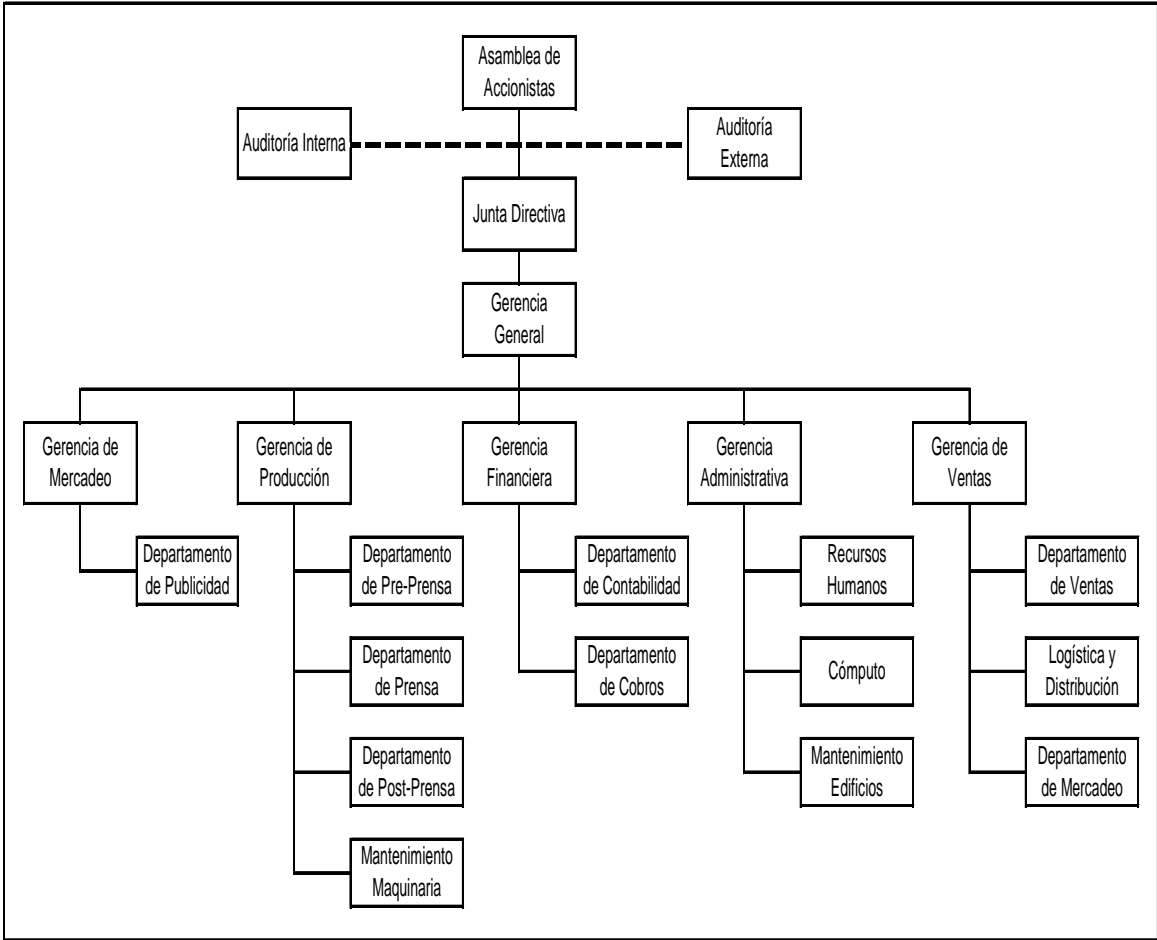 Asamblea de
Accionistas
Auditoría Interna
Auditoría
Externa
Junta Directiva
Gerencia
General
Gerencia de
Mercadeo
Gerencia de
Producción
Gerencia
Financiera
Gerencia
Administrativa
Gerencia de
Ventas
Departamento
de Publicidad
Departamento
de Pre-Prensa
Departamento
de Contabilidad
Recursos
Humanos
Departamento
de Ventas
Departamento
de Prensa
Departamento
de Cobros
Cómputo
Logística y
Distribución
Departamento
de Post-Prensa
Mantenimiento
Edificios
Departamento
de Mercadeo
Mantenimiento
Maquinaria